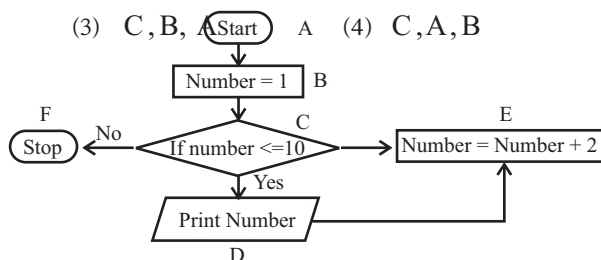 (3) C, B, A Start A (4) C, A, B
Number = 1 B
F C E
No
Stop If number <=10 Number = Number + 2
Yes
Print Number
D